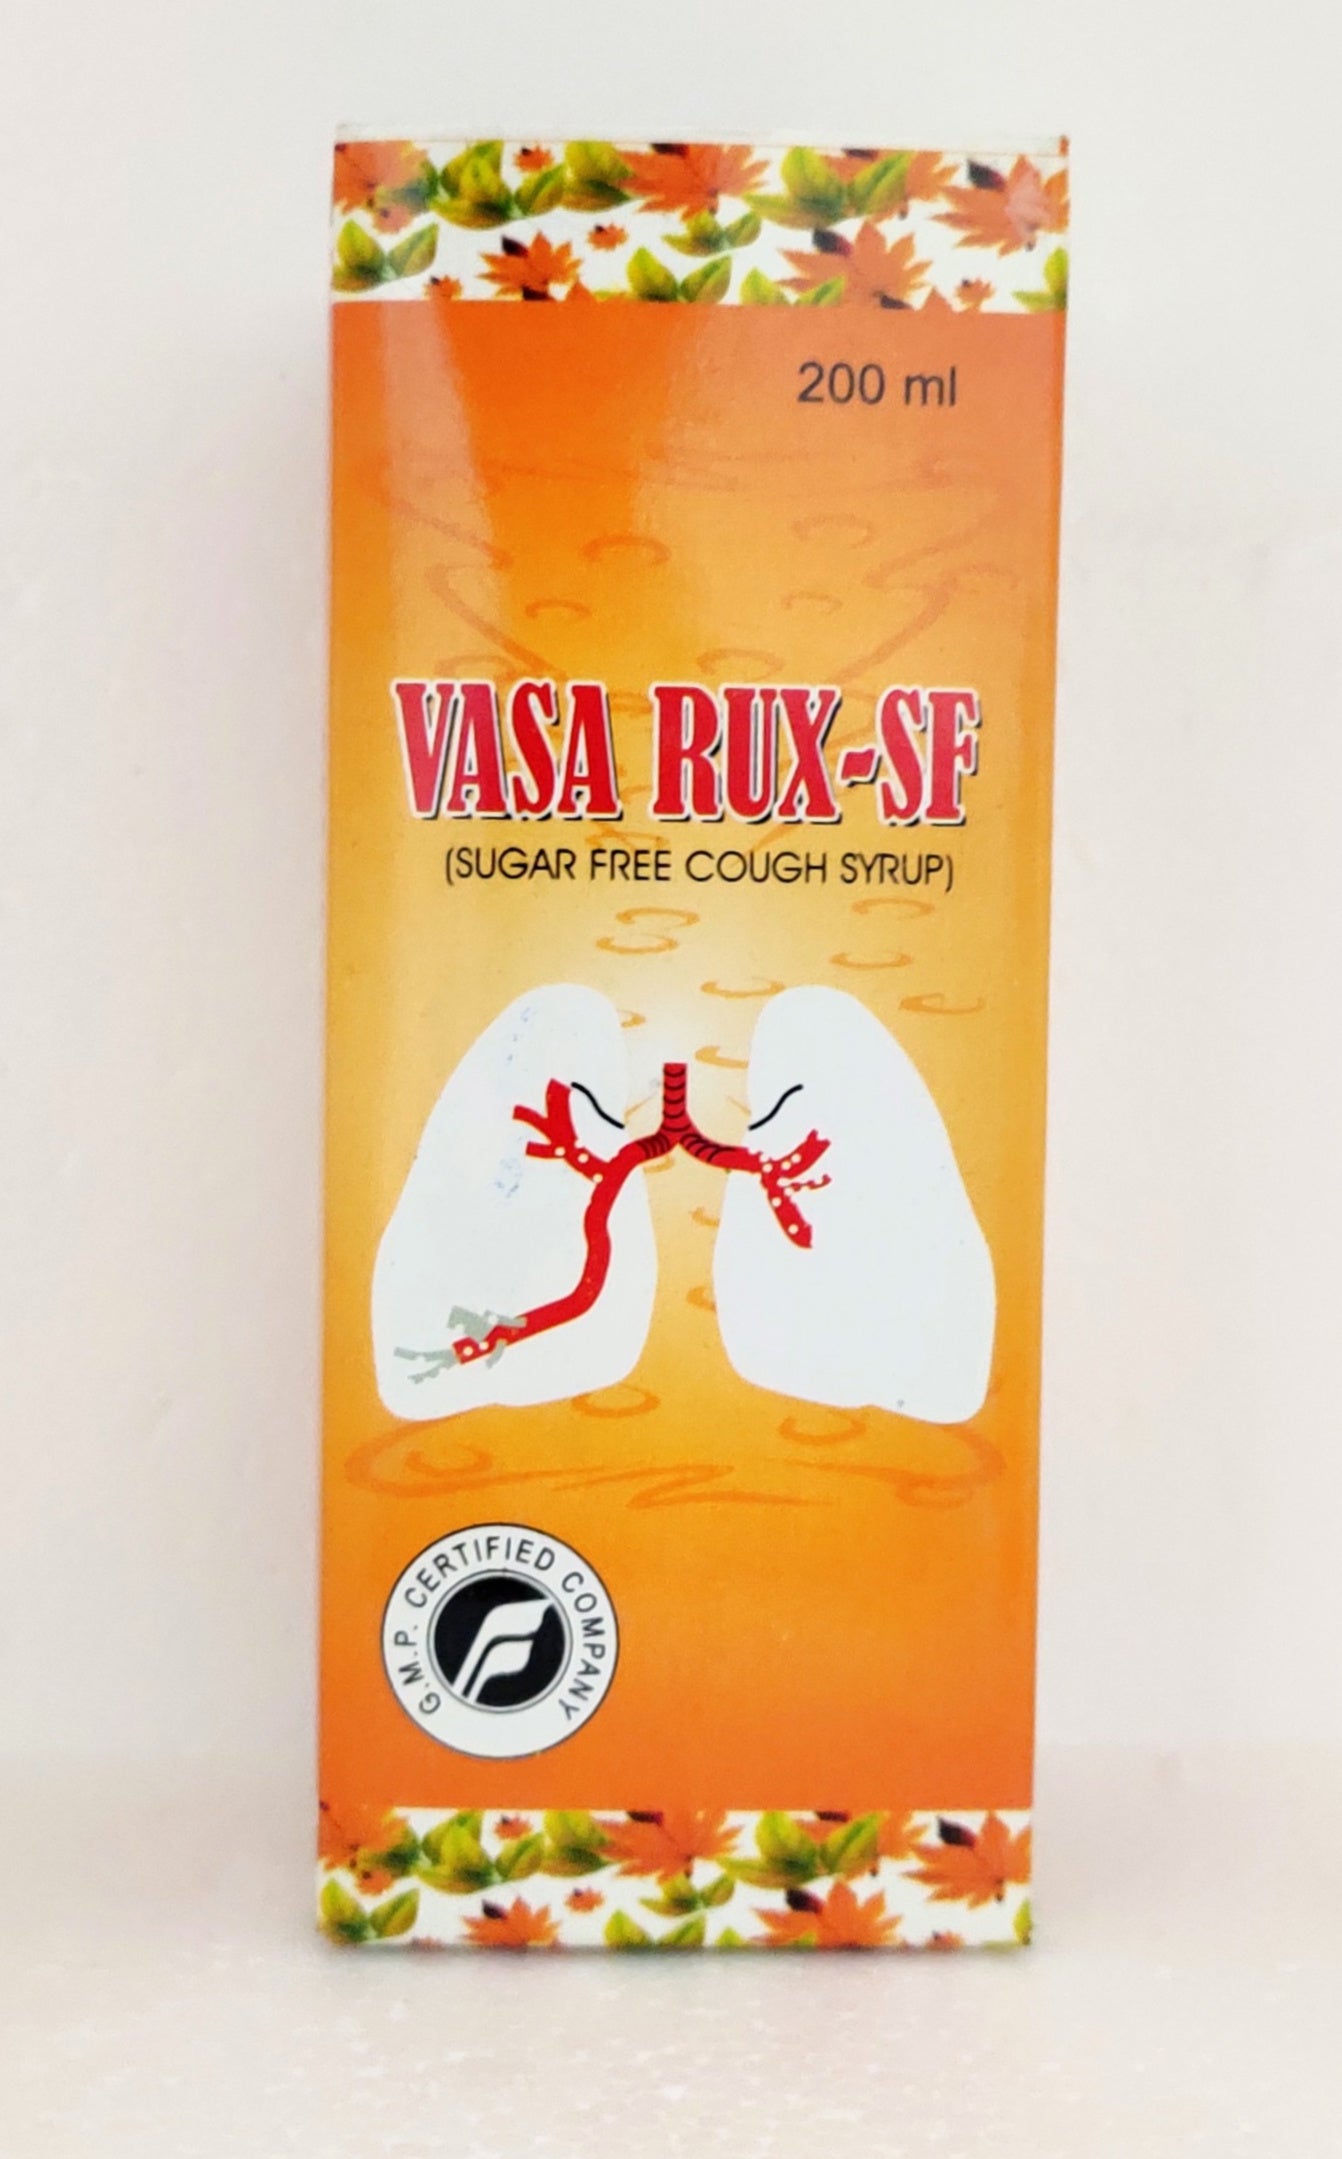 200 ml
VASA RUX-SF
(SUGAR FREE COUGH SYRUP)
G.M.P. CERTIFIED COMPANY